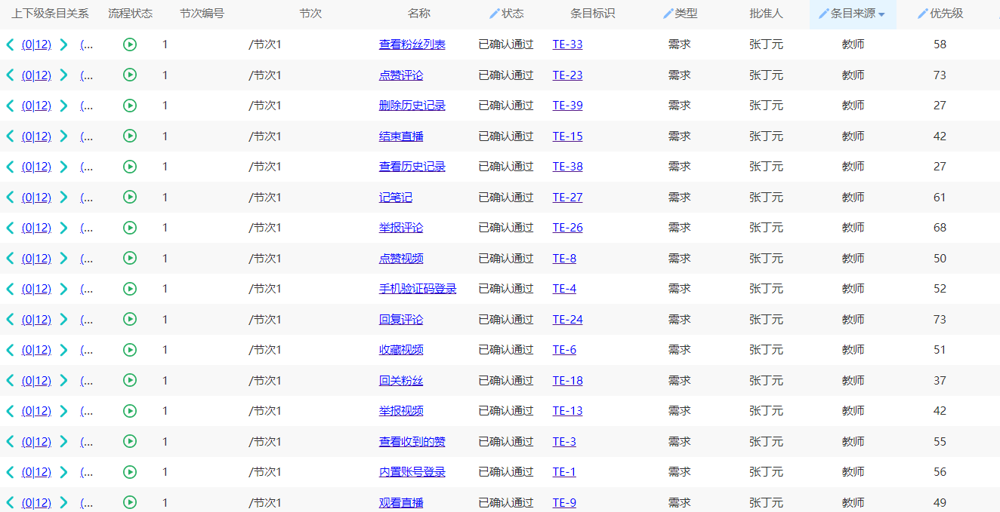 上下级条目关系 流程状态 节次编号 节次 名称 状态 条目标识 类型 批准人 条目来源 优先级
(0|12) (... 1 /节次1 查看粉丝列表 已确认通过 TE-33 需求 张丁元 教师 58
(0|12) (... 1 /节次1 点赞评论 已确认通过 TE-23 需求 张丁元 教师 73
(0|12) (... 1 /节次1 删除历史记录 已确认通过 TE-39 需求 张丁元 教师 27
(0|12) (... 1 /节次1 结束直播 已确认通过 TE-15 需求 张丁元 教师 42
(0|12) (... 1 /节次1 查看历史记录 已确认通过 TE-38 需求 张丁元 教师 27
(0|12) (... 1 /节次1 记笔记 已确认通过 TE-27 需求 张丁元 教师 61
(0|12) (... 1 /节次1 举报评论 已确认通过 TE-26 需求 张丁元 教师 68
(0|12) (... 1 /节次1 点赞视频 已确认通过 TE-8 需求 张丁元 教师 50
(0|12) (... 1 /节次1 手机验证码登录 已确认通过 TE-4 需求 张丁元 教师 52
(0|12) (... 1 /节次1 回复评论 已确认通过 TE-24 需求 张丁元 教师 73
(0|12) (... 1 /节次1 收藏视频 已确认通过 TE-6 需求 张丁元 教师 51
(0|12) (... 1 /节次1 回关粉丝 已确认通过 TE-18 需求 张丁元 教师 37
(0|12) (... 1 /节次1 举报视频 已确认通过 TE-13 需求 张丁元 教师 42
(0|12) (... 1 /节次1 查看收到的赞 已确认通过 TE-3 需求 张丁元 教师 55
(0|12) (... 1 /节次1 内置账号登录 已确认通过 TE-1 需求 张丁元 教师 56
(0|12) (... 1 /节次1 观看直播 已确认通过 TE-9 需求 张丁元 教师 49